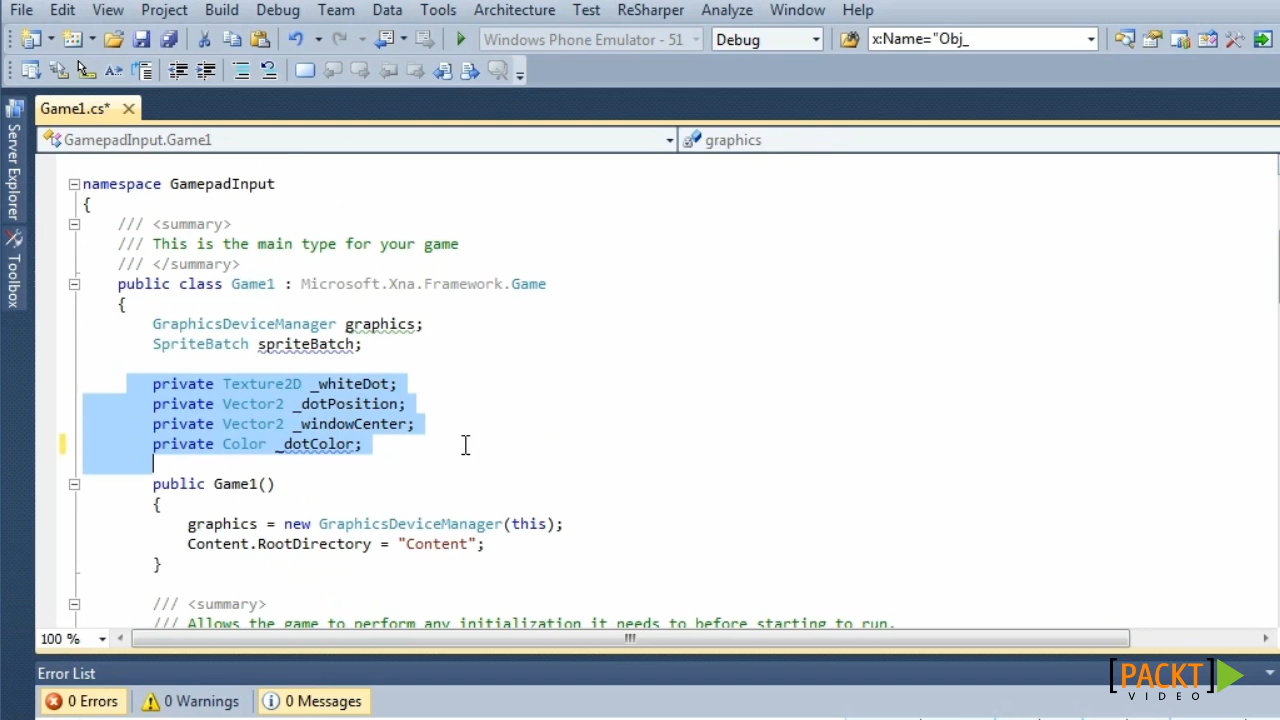 File Edit View Project Build Debug Team Data Tools Architecture Test ReSharper Analyze Window Help
Windows Phone Emulator - 51 Debug x:Name="Obj_
Game1.cs*
Server Explorer
Toolbox
GamepadInput.Game1 graphics
namespace GamepadInput
{
/// <summary>
/// This is the main type for your game
/// </summary>
public class Game1 : Microsoft.Xna.Framework.Game
{
GraphicsDeviceManager graphics;
SpriteBatch spriteBatch;
private Texture2D _whiteDot;
private Vector2 _dotPosition;
private Vector2 _windowCenter;
private Color _dotColor;
public Game1()
{
graphics = new GraphicsDeviceManager(this);
Content.RootDirectory = "Content";
}
/// <summary>
/// Allows the game to perform any initialization it needs to before starting to run.
100 %
Error List
0 Errors 0 Warnings 0 Messages
[PACKT]
VIDEO